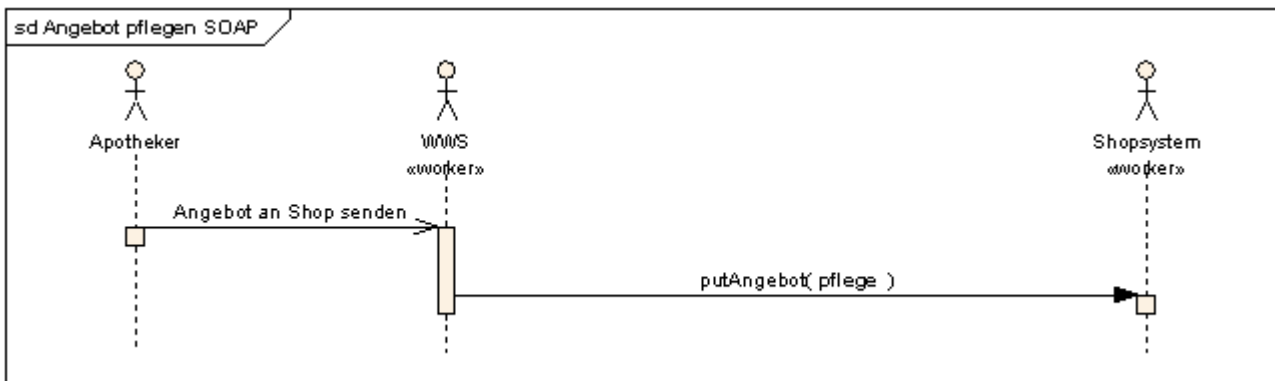 sd Angebot pflegen SOAP
Apotheker
WWS
«worker»
Shopsystem
«worker»
Angebot an Shop senden
putAngebot( pflege )